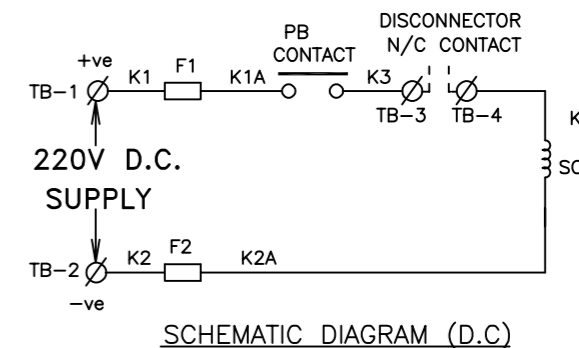 DISCONNECTOR
N/C CONTACT
PB
CONTACT
+ve
TB-1
K1
F1
K1A
K3
TB-3
TB-4
K
SC
220V D.C.
SUPPLY
TB-2
K2
F2
K2A
-ve
SCHEMATIC DIAGRAM (D.C)